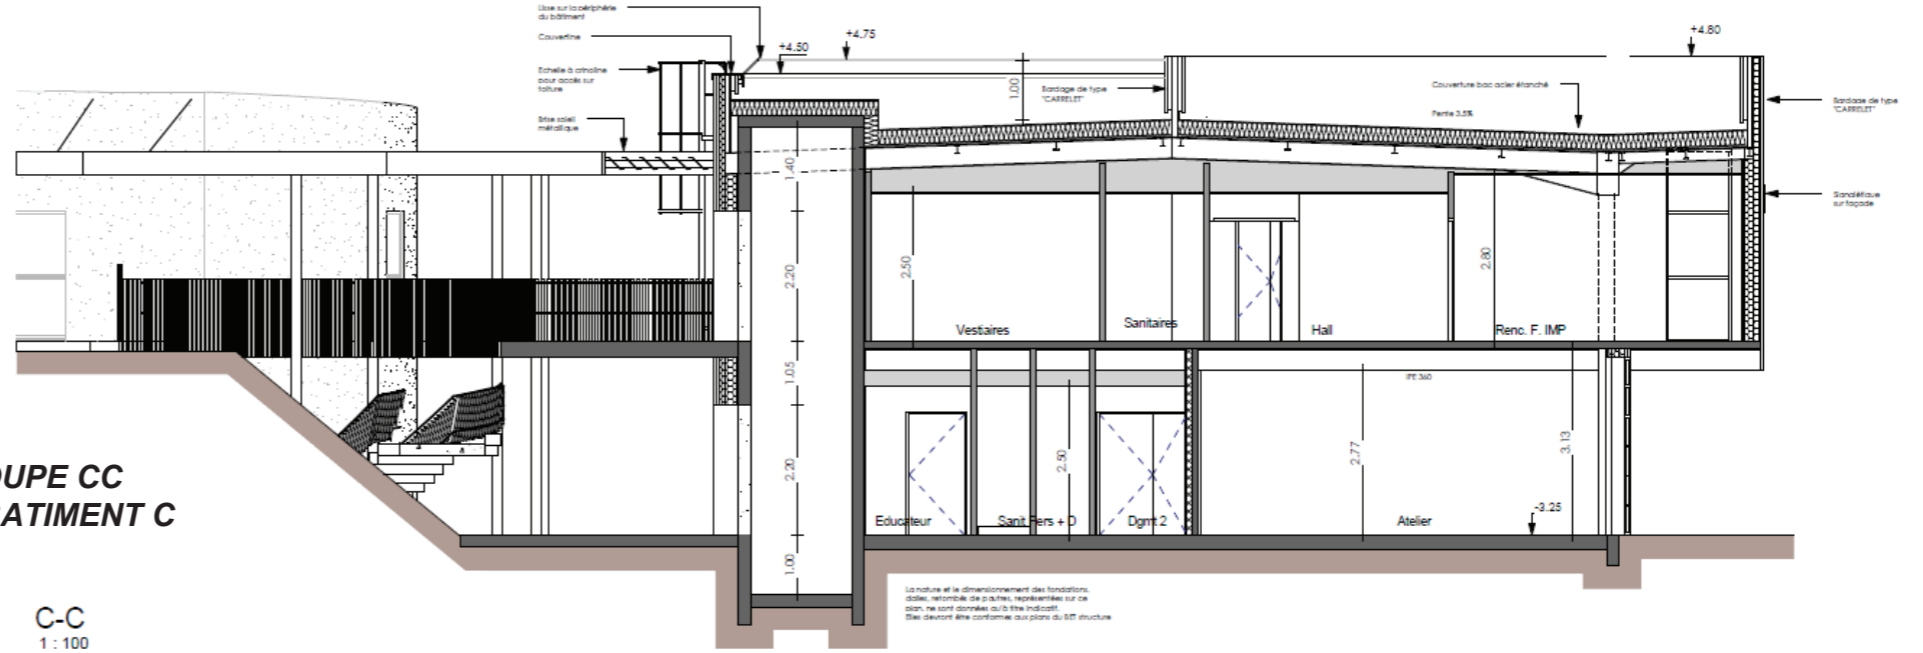 Lisse sur la périphérie
du bâtiment
Couvertine
Echelle à crinoline
pour accès sur
toiture
Brise soleil
métallique
+4.50
+4.75
+4.80
1.00
Bardage de type
"CARRELET"
Couverture bac acier étanché
Pente 3.5%
Bardage de type
"CARRELET"
Signalétique
sur façade
1.40
2.20
1.05
2.20
1.00
2.50
2.80
Vestiaires
Sanitaires
Hall
Renc. F. IMP
IPE 360
2.50
2.77
3.13
-3.25
Educateur
Sanit Pers + D
Dgmt 2
Atelier
OUPE CC
BATIMENT C
C-C
1 : 100
La nature et le dimensionnement des fondations,
dalles, retombés de poutres, représentées sur ce
plan, ne sont données qu'à titre indicatif.
Elles devront être conformes aux plans du BET structure